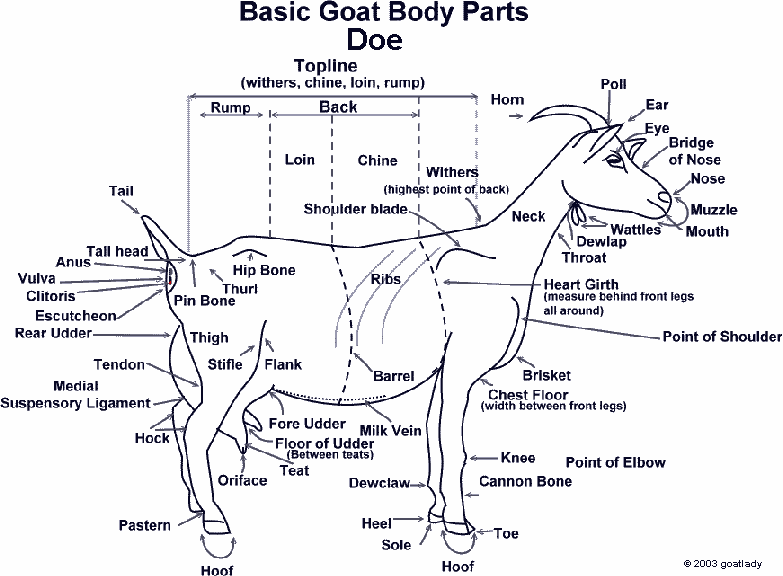 Basic Goat Body Parts
Doe
Topline
(withers, chine, loin, rump)
Rump
Back
Horn
Poll
Ear
Eye
Bridge
of Nose
Nose
Muzzle
Mouth
Loin
Chine
Withers
(highest point of back)
Shoulder blade
Neck
Wattles
Dewlap
Throat
Tail
Tall head
Anus
Vulva
Clitoris
Escutcheon
Rear Udder
Pin Bone
Thurl
Hip Bone
Ribs
Heart Girth
(measure behind front legs
all around)
Point of Shoulder
Thigh
Stifle
Flank
Tendon
Barrel
Brisket
Medial
Suspensory Ligament
Chest Floor
(width between front legs)
Fore Udder
Milk Vein
Hock
Floor of Udder
(Between teats)
Teat
Oriface
Knee
Point of Elbow
Dewclaw
Cannon Bone
Pastern
Heel
Sole
Toe
Hoof
Hoof
© 2003 goatlady